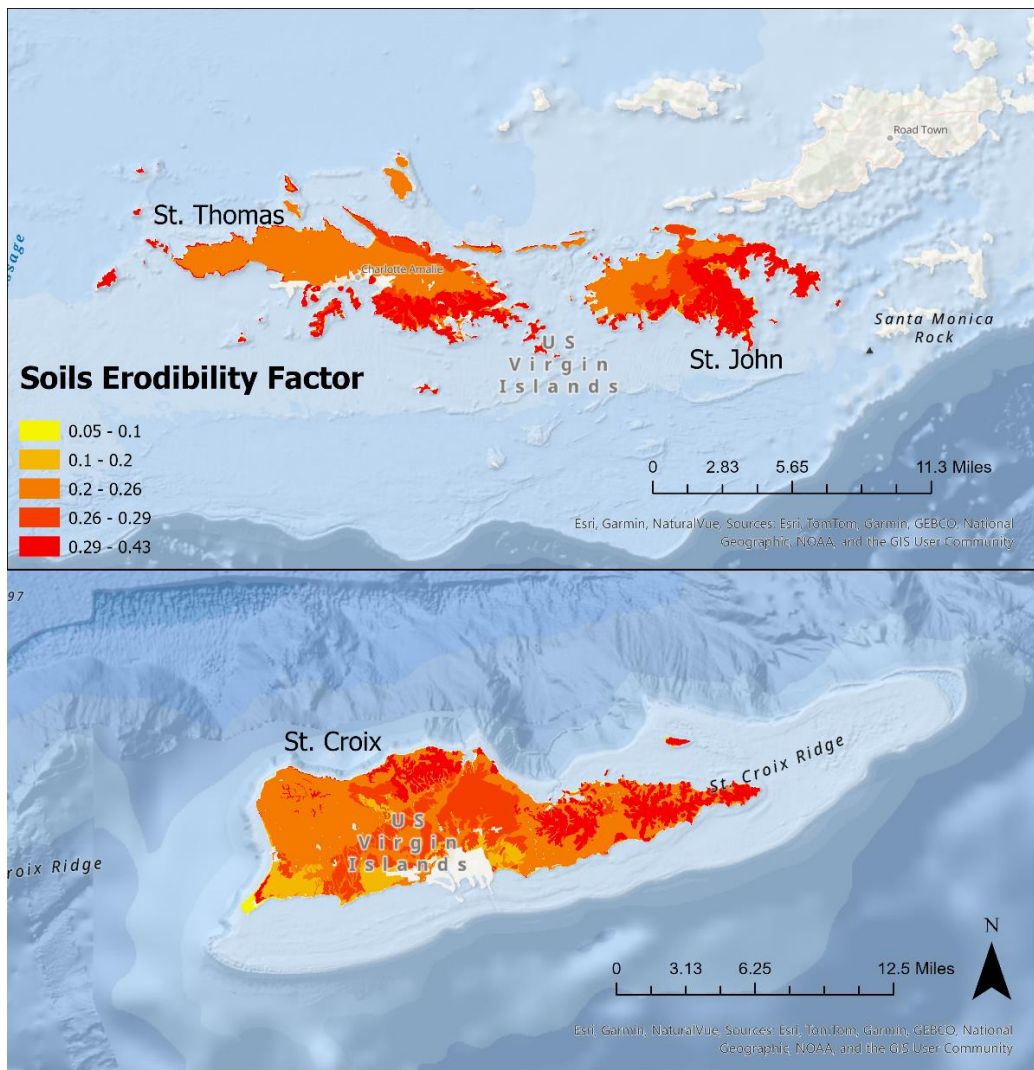 Road Town
St. Thomas
ssage
Charlotte Amalie
Santa Monica
Rock
US
Virgin
Islands
St. John
Soils Erodibility Factor
0.05 - 0.1
0.1 - 0.2
0.2 - 0.26
0.26 - 0.29
0.29 - 0.43
0 2.83 5.65 11.3 Miles
Esri, Garmin, NaturalVue, Sources: Esri, TomTom, Garmin, GEBCO, National
Geographic, NOAA, and the GIS User Community
97
St. Croix
St. Croix Ridge
US
Virgin
Islands
roix Ridge
N
0 3.13 6.25 12.5 Miles
Esri, Garmin, NaturalVue, Sources: Esri, TomTom, Garmin, GEBCO, National
Geographic, NOAA, and the GIS User Community